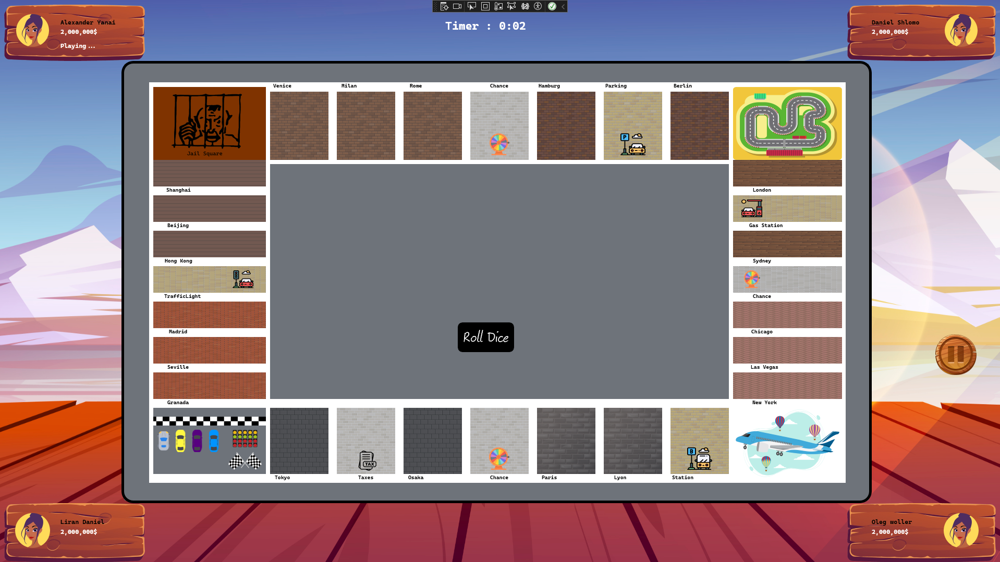 Timer : 0:02
Alexander Yanai
2,000,000$
Playing ...
Daniel Shlomo
2,000,000$
Venice
Milan
Rome
Chance
Hamburg
Parking
Berlin
P
Jail Square
Shanghai
London
Beijing
Gas Station
Hong Kong
Sydney
TrafficLight
Chance
Madrid
Chicago
Roll Dice
Seville
Las Vegas
Granada
New York
TAX
B
Tokyo
Taxes
Osaka
Chance
Paris
Lyon
Station
Liran Daniel
2,000,000$
Oleg woller
2,000,000$